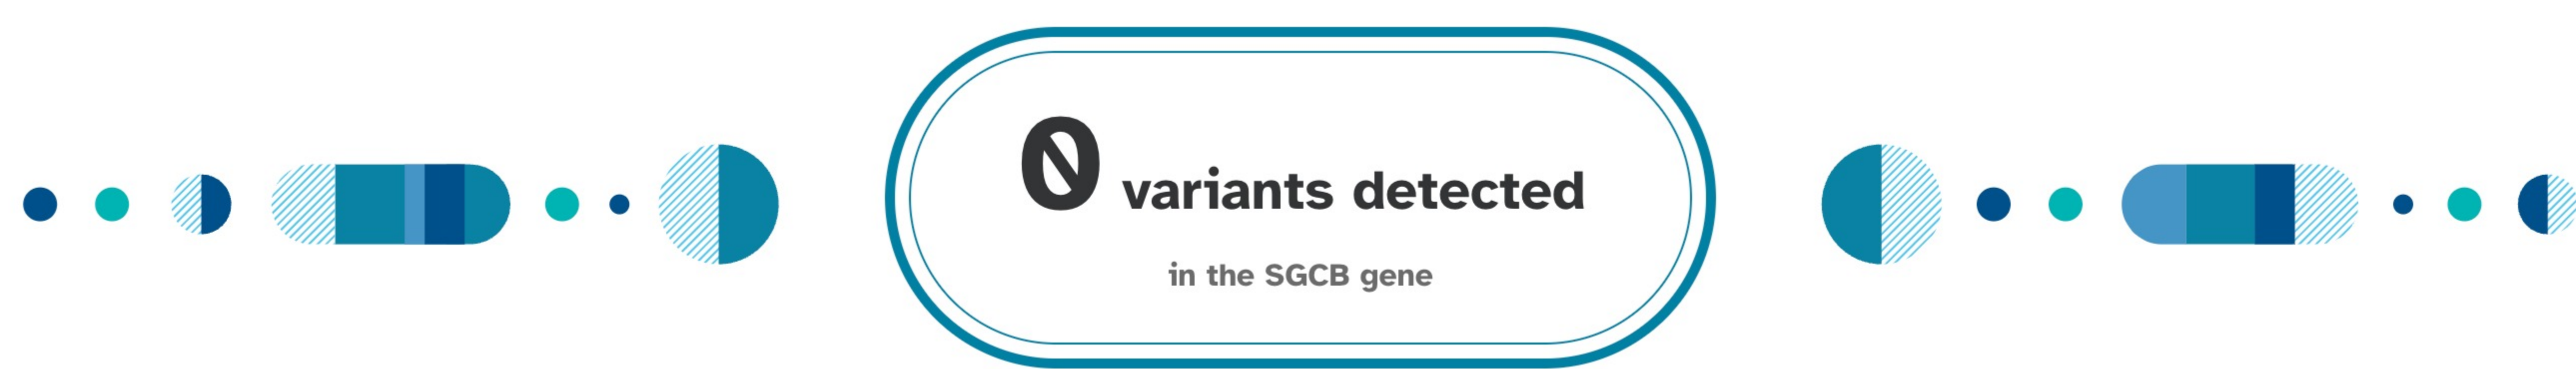 0 variants detected
in the SGCB gene